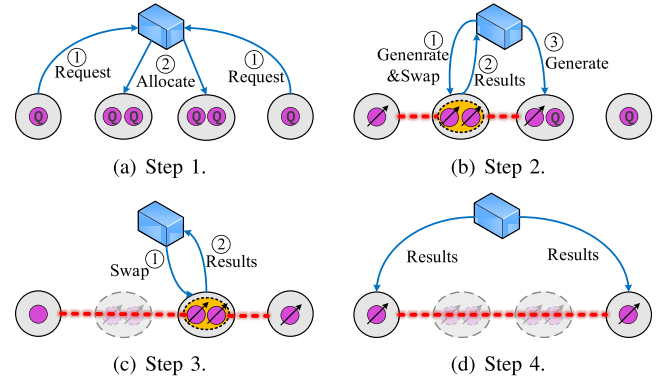 1
Request
2
Allocate
1
Request
Q
Q Q
Q Q
Q
(a) Step 1.
1
Genenrate
&Swap
2
Results
3
Generate
Q
Q
(b) Step 2.
Swap
1
2
Results
(c) Step 3.
Results
Results
(d) Step 4.